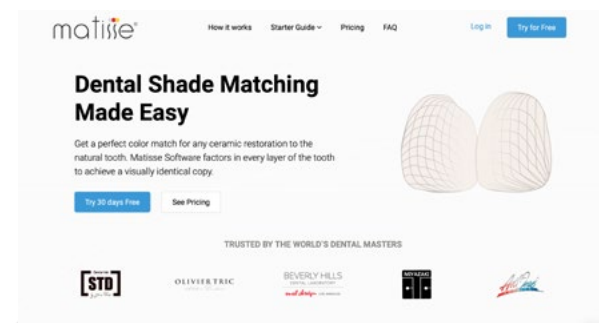 matisse
How it works Starter Guide Pricing FAQ Log In Try for Free
Dental Shade Matching
Made Easy
Get a perfect color match for any ceramic restoration to the
natural tooth. Matisse Software factors in every layer of the tooth
to achieve a visually identical copy.
Try 30 days Free See Pricing
TRUSTED BY THE WORLD'S DENTAL MASTERS
STD OLIVIER TRIC BEVERLY HILLS MIYAZAKI
DENTAL LABORATORY